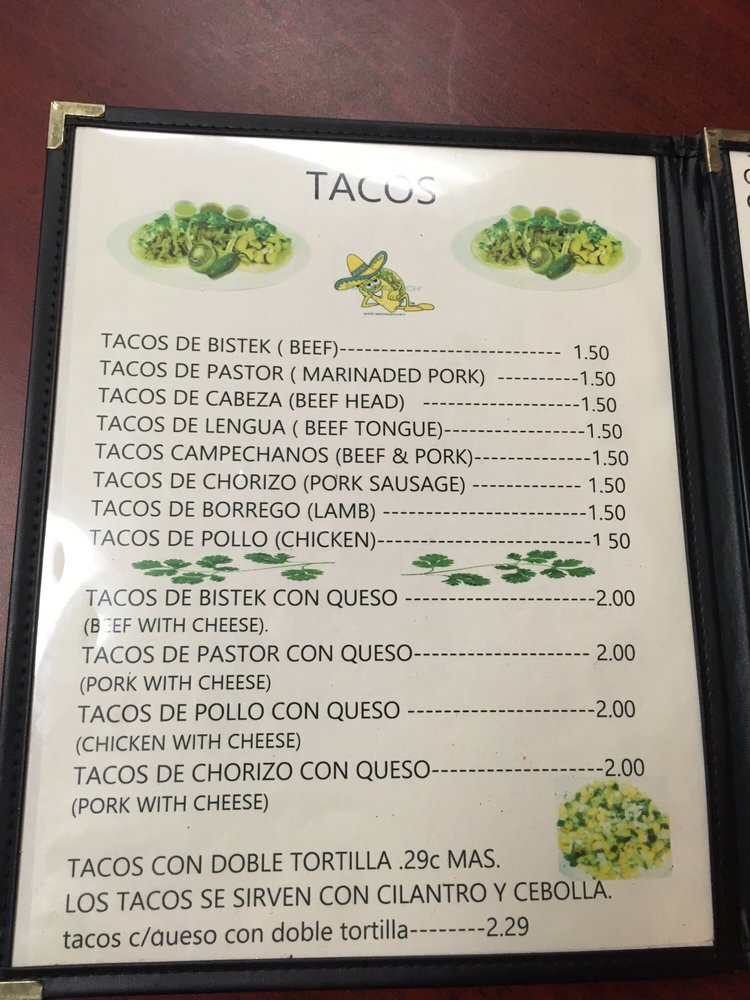 TACOS
TACOS DE BISTEK ( BEEF)---------------------------- 1.50
TACOS DE PASTOR ( MARINADED PORK) ----------1.50
TACOS DE CABEZA (BEEF HEAD) --------------------1.50
TACOS DE LENGUA ( BEEF TONGUE)------------------1.50
TACOS CAMPECHANOS (BEEF & PORK)---------------1.50
TACOS DE CHORIZO (PORK SAUSAGE) -------------- 1.50
TACOS DE BORREGO (LAMB) --------------------------1.50
TACOS DE POLLO (CHICKEN)---------------------------1 50
TACOS DE BISTEK CON QUESO ------------------------2.00
(BEEF WITH CHEESE).
TACOS DE PASTOR CON QUESO---------------------- 2.00
(PORK WITH CHEESE)
TACOS DE POLLO CON QUESO ------------------------2.00
(CHICKEN WITH CHEESE)
TACOS DE CHORIZO CON QUESO---------------------2.00
(PORK WITH CHEESE)
TACOS CON DOBLE TORTILLA .29c MAS.
LOS TACOS SE SIRVEN CON CILANTRO Y CEBOLLA.
tacos c/queso con doble tortilla--------2.29